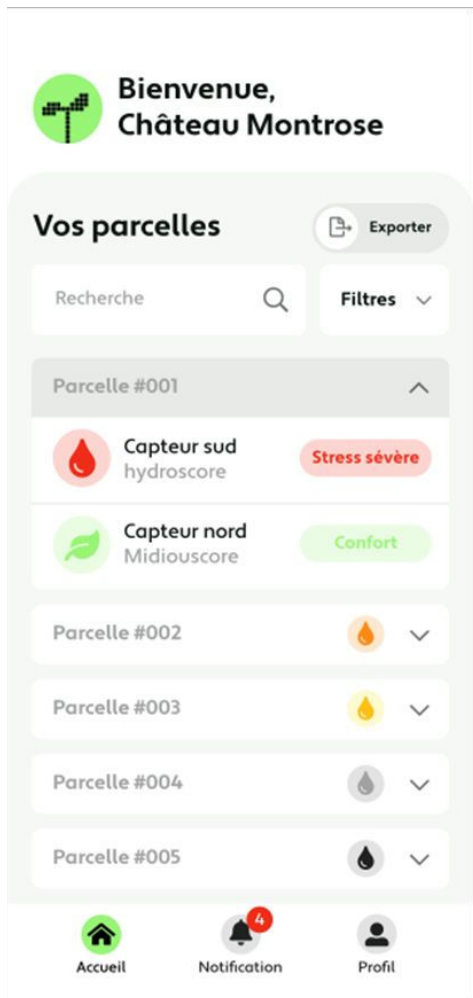 Bienvenue,
Château Montrose
Vos parcelles
Exporter
Recherche
Filtres
Parcelle #001
Capteur sud
hydroscore
Stress sévère
Capteur nord
Midiouscore
Confort
Parcelle #002
Parcelle #003
Parcelle #004
Parcelle #005
4
Accueil
Notification
Profil